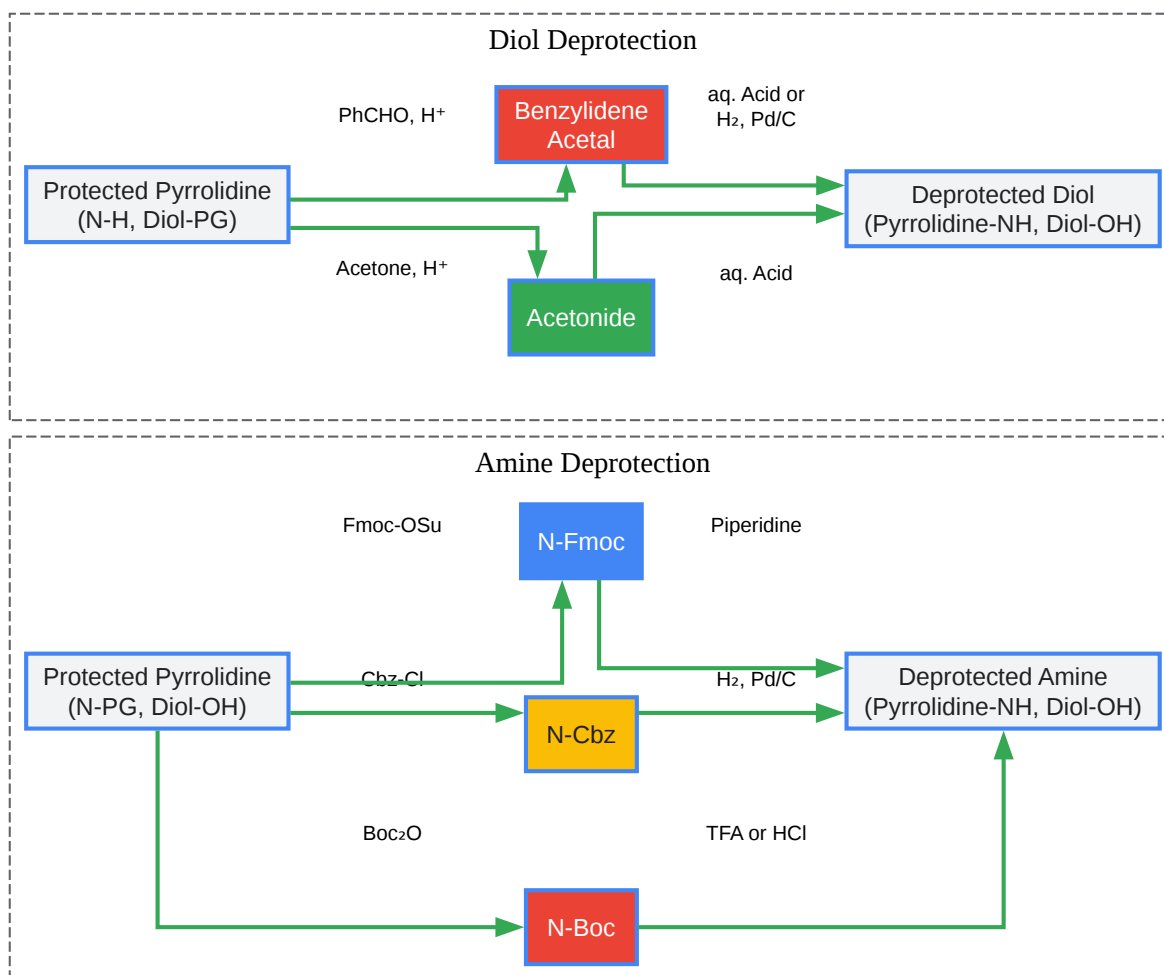 Diol Deprotection
PhCHO, H⁺
Benzylidene
Acetal
aq. Acid or
H₂, Pd/C
Protected Pyrrolidine
(N-H, Diol-PG)
Deprotected Diol
(Pyrrolidine-NH, Diol-OH)
Acetone, H⁺
Acetonide
aq. Acid
Amine Deprotection
Fmoc-OSu
N-Fmoc
Piperidine
Protected Pyrrolidine
(N-PG, Diol-OH)
Cbz-Cl
N-Cbz
H₂, Pd/C
Deprotected Amine
(Pyrrolidine-NH, Diol-OH)
Boc₂O
N-Boc
TFA or HCl